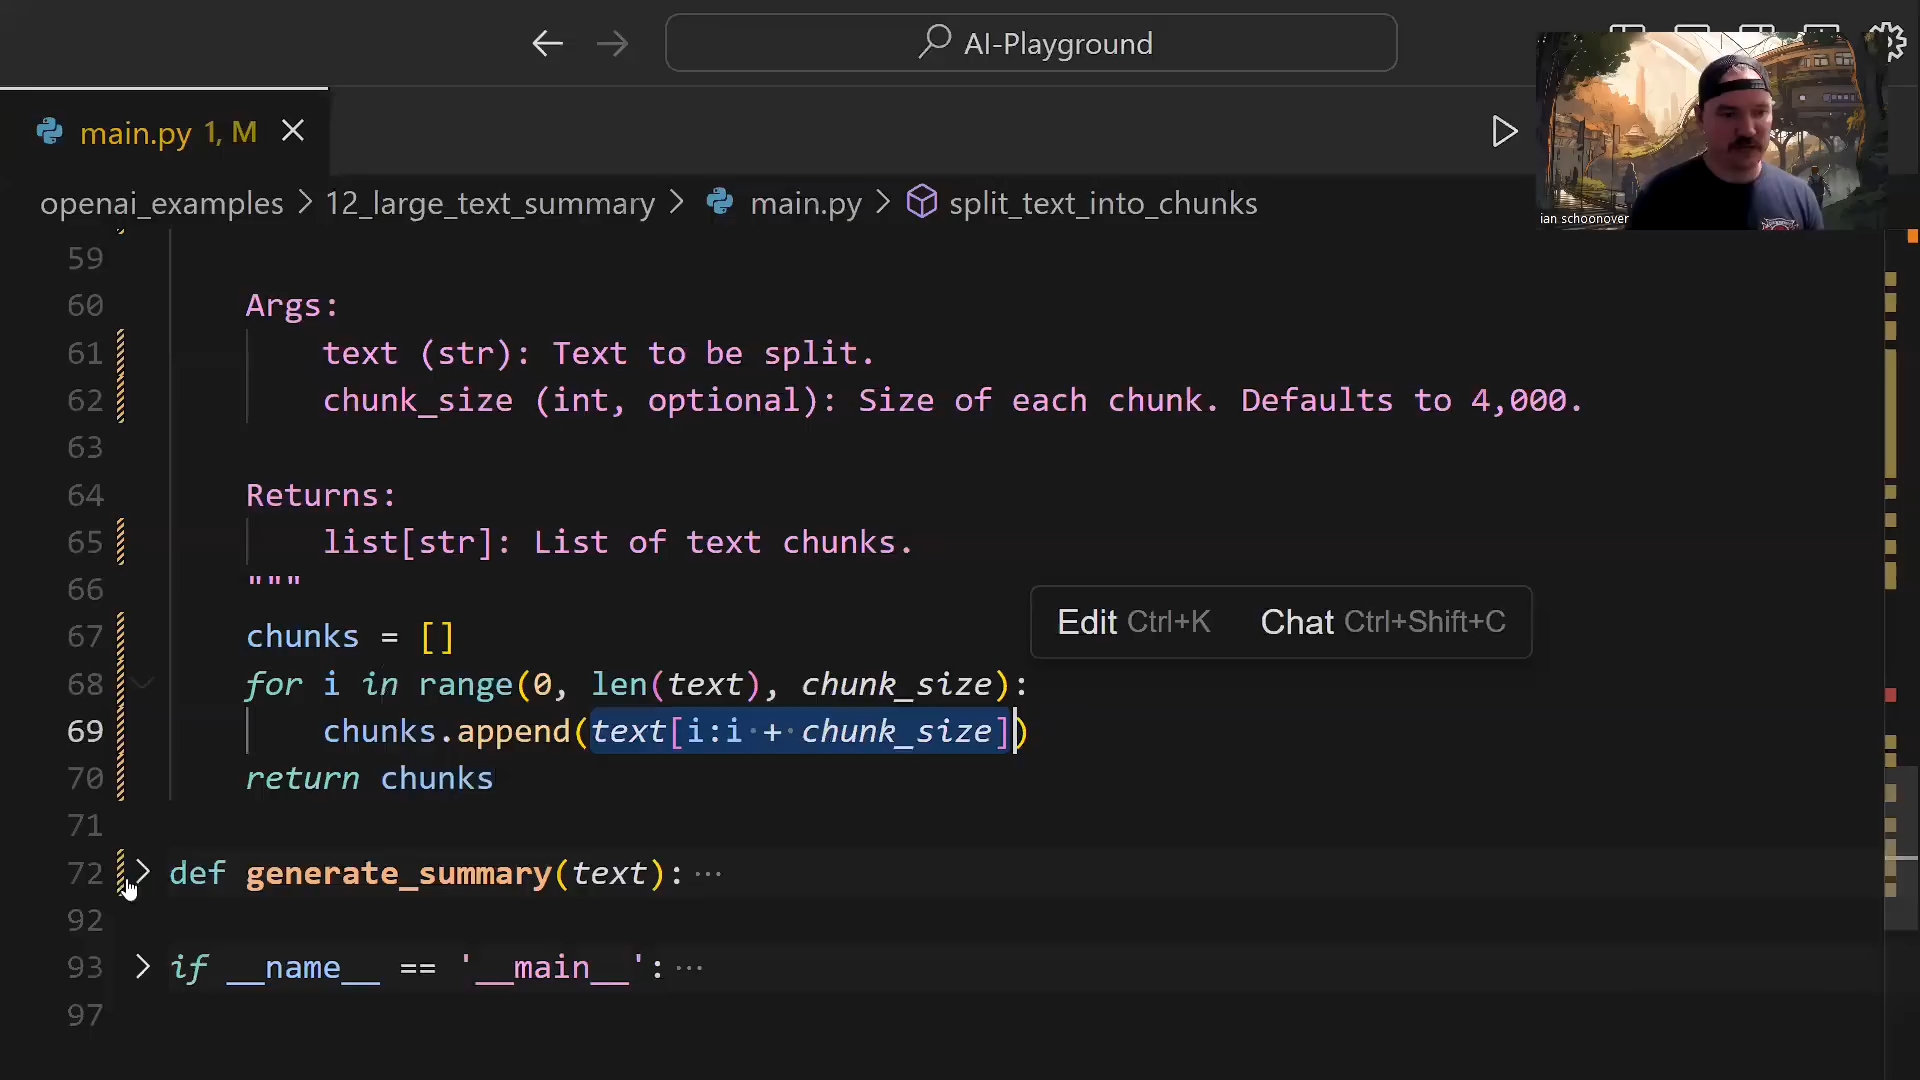 AI-Playground
ian schoonover
main.py 1, M
openai_examples > 12_large_text_summary > main.py > split_text_into_chunks
59
60 Args:
61 text (str): Text to be split.
62 chunk_size (int, optional): Size of each chunk. Defaults to 4,000.
63
64 Returns:
65 list[str]: List of text chunks.
66 """
Edit Ctrl+K Chat Ctrl+Shift+C
67 chunks = []
68 for i in range(0, len(text), chunk_size):
69 chunks.append(text[i:i + chunk_size])
70 return chunks
71
72 def generate_summary(text): ···
92
93 if __name__ == '__main__': ···
97